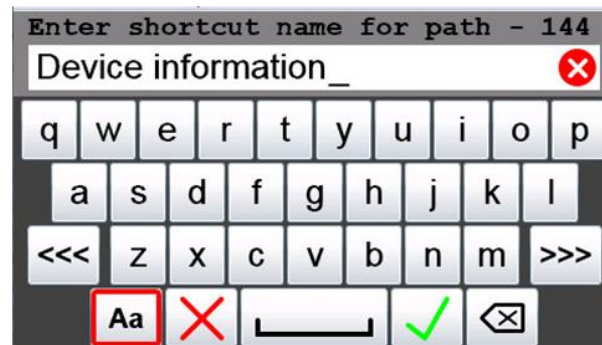 Enter shortcut name for path - 144
Device information_
q w e r t y u i o p
a s d f g h j k l
<<< z x c v b n m >>>
Aa